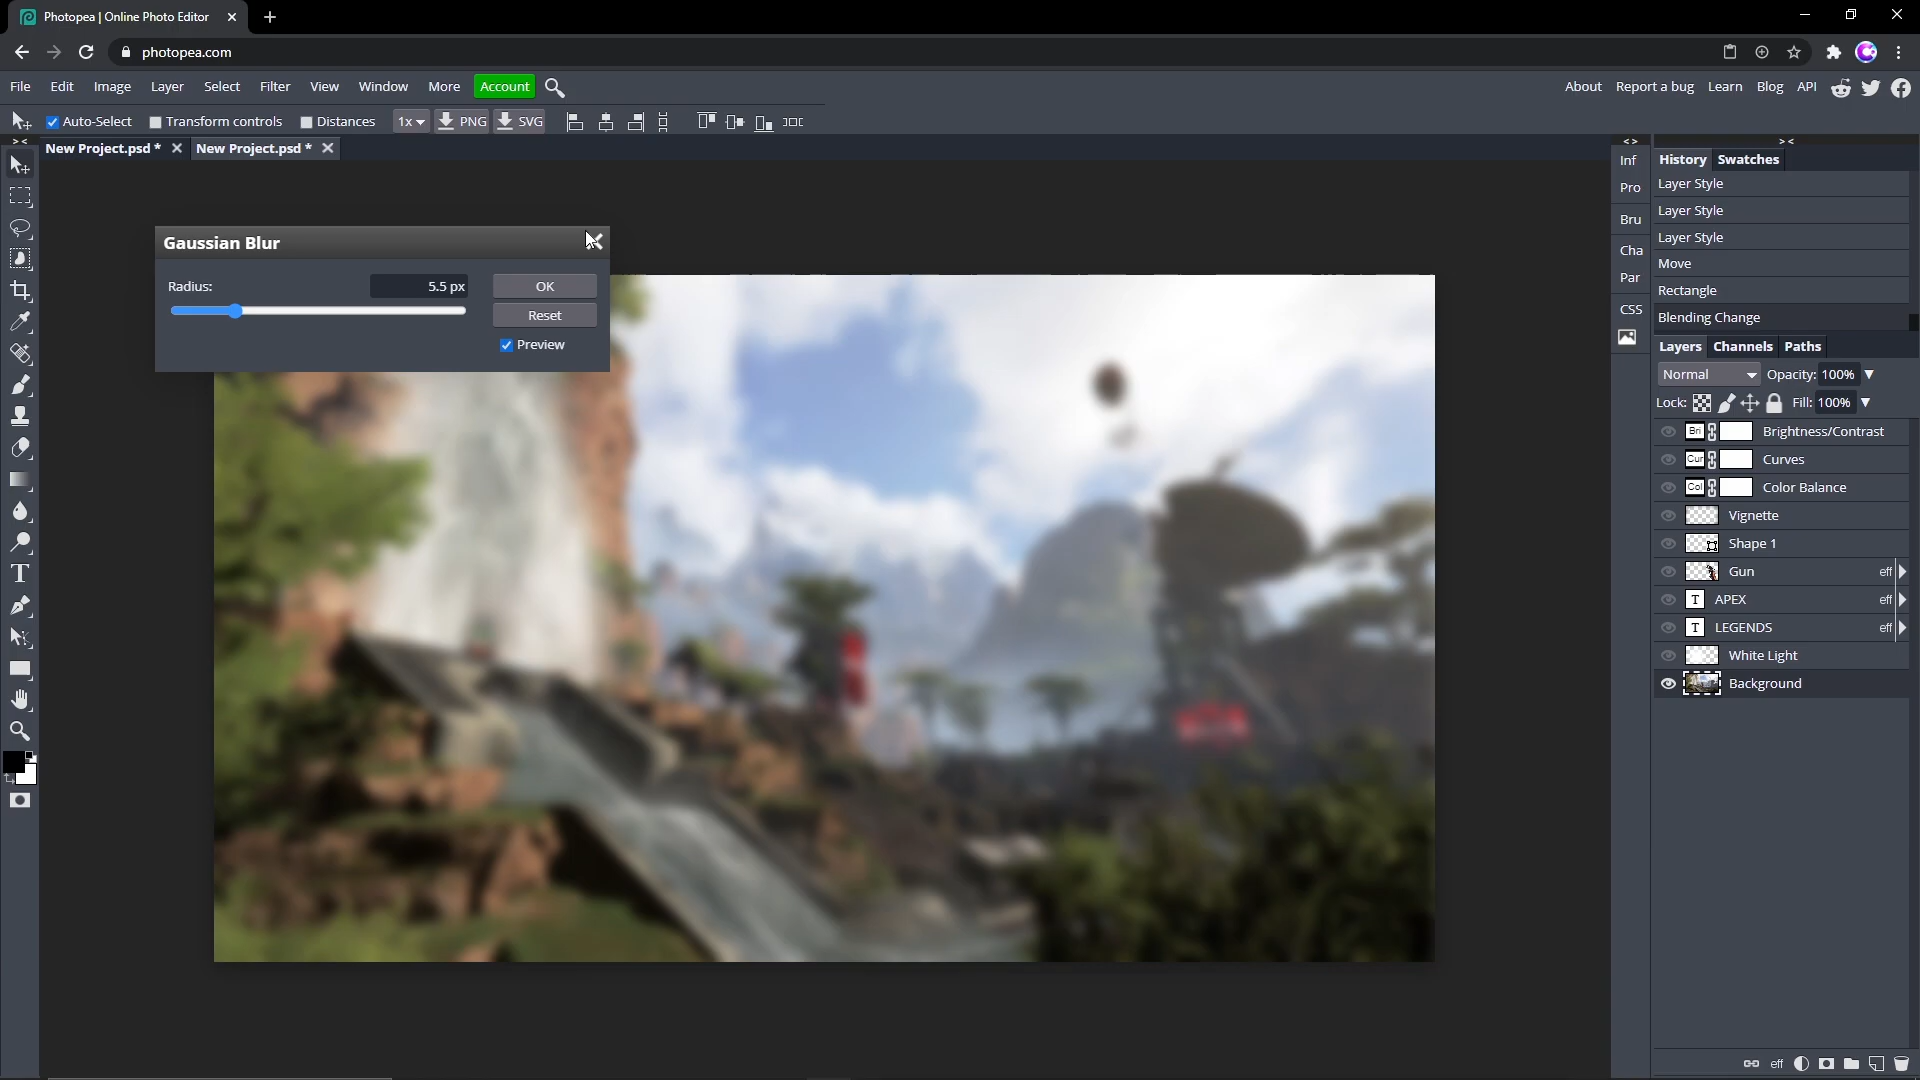 Photopea | Online Photo Editor
photopea.com
File Edit Image Layer Select Filter View Window More Account
About Report a bug Learn Blog API
Auto-Select Transform controls Distances 1x PNG SVG
New Project.psd * New Project.psd *
Gaussian Blur
Radius: 5.5 px OK
Reset
Preview
Inf
Pro
Bru
Cha
Par
CSS
History Swatches
Layer Style
Layer Style
Layer Style
Move
Rectangle
Blending Change
Layers Channels Paths
Normal Opacity: 100%
Lock: Fill: 100%
Bri Brightness/Contrast
Cur Curves
Col Color Balance
Vignette
Shape 1
Gun eff
T APEX eff
T LEGENDS eff
White Light
Background
eff